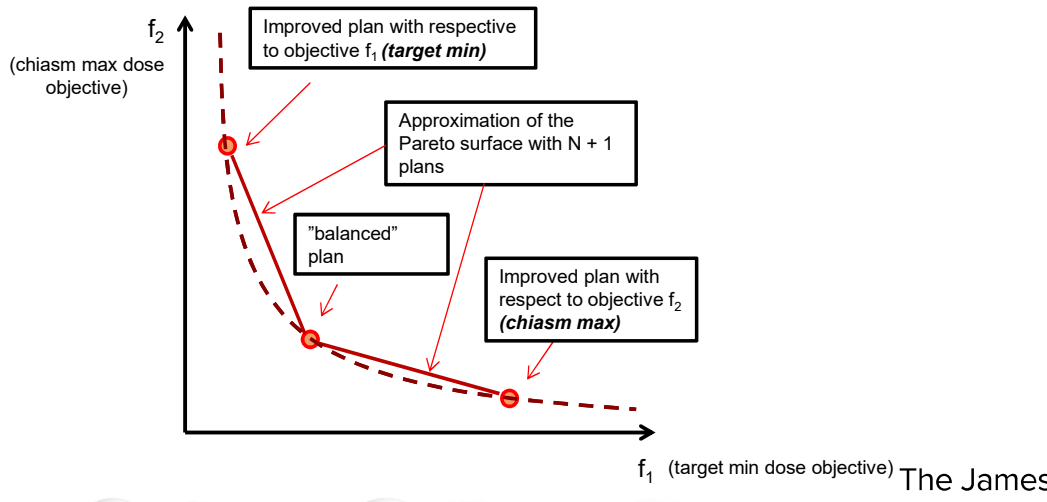 f₂
(chiasm max dose
objective)
Improved plan with respective
to objective f₁ (target min)
Approximation of the
Pareto surface with N + 1
plans
”balanced”
plan
Improved plan with
respect to objective f₂
(chiasm max)
f₁ (target min dose objective)
The James